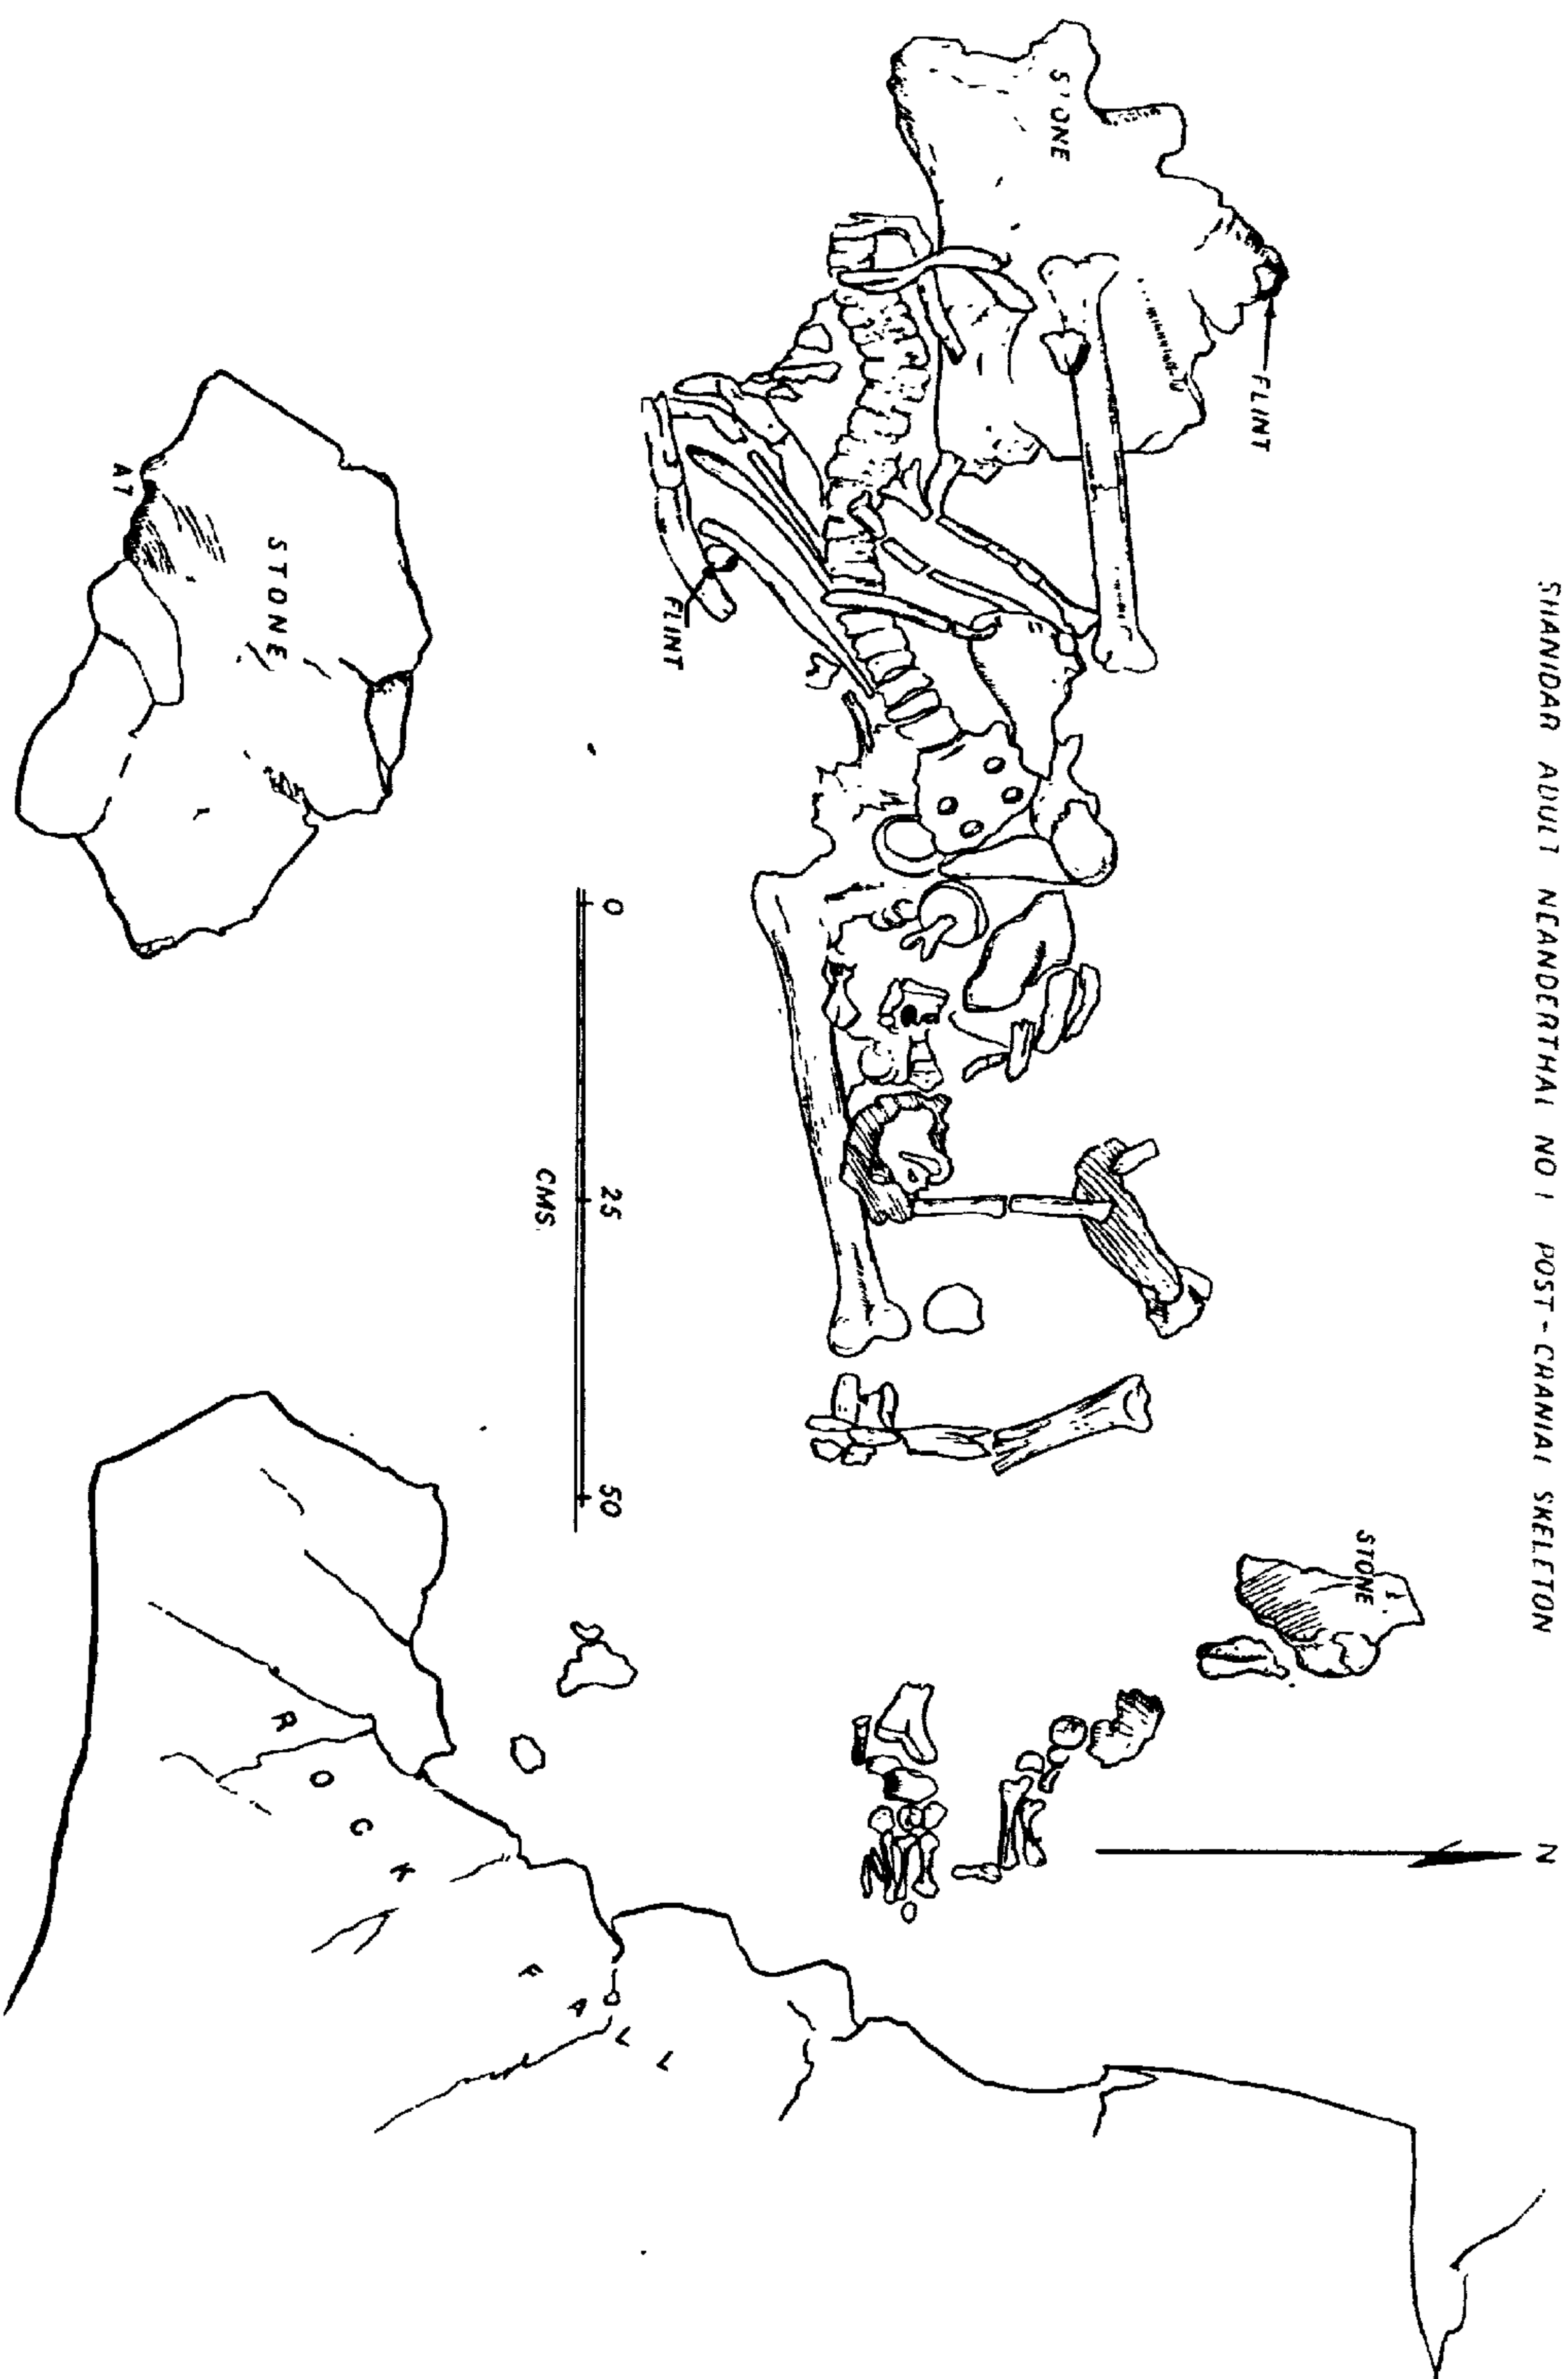 SHANIDAR ADULT NEANDERTHAL NO 1 POST-CRANIAL SKELETON
N
STONE
FLINT
STONE
FLINT
0 25 50
CMS.
STONE
A7
ROCK FALL